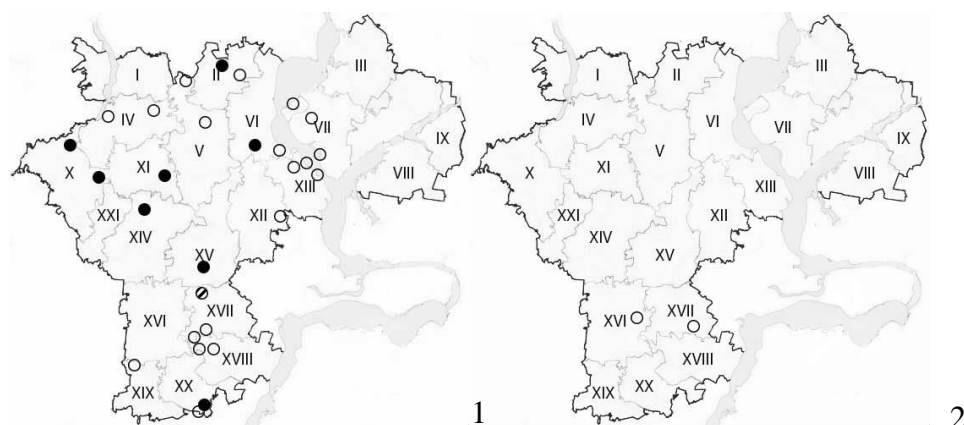 I II III
IV V VI VII
VIII IX
X XI XII XIII
XXI XIV
XV
XVI XVII
XVIII
XIX XX
1
I II III
IV V VI VII
VIII IX
X XI XII XIII
XXI XIV
XV
XVI XVII
XVIII
XIX XX
2